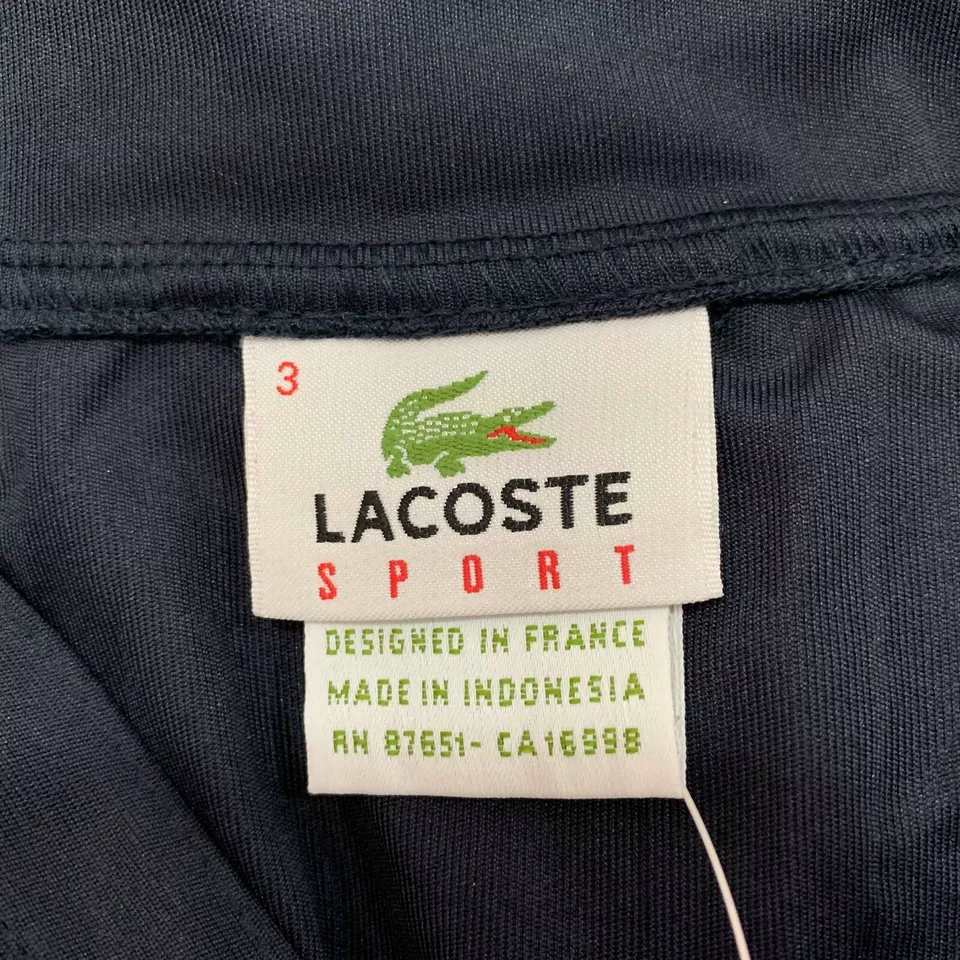 3
LACOSTE
SPORT
DESIGNED IN FRANCE
MADE IN INDONESIA
RN 87651- CA16998